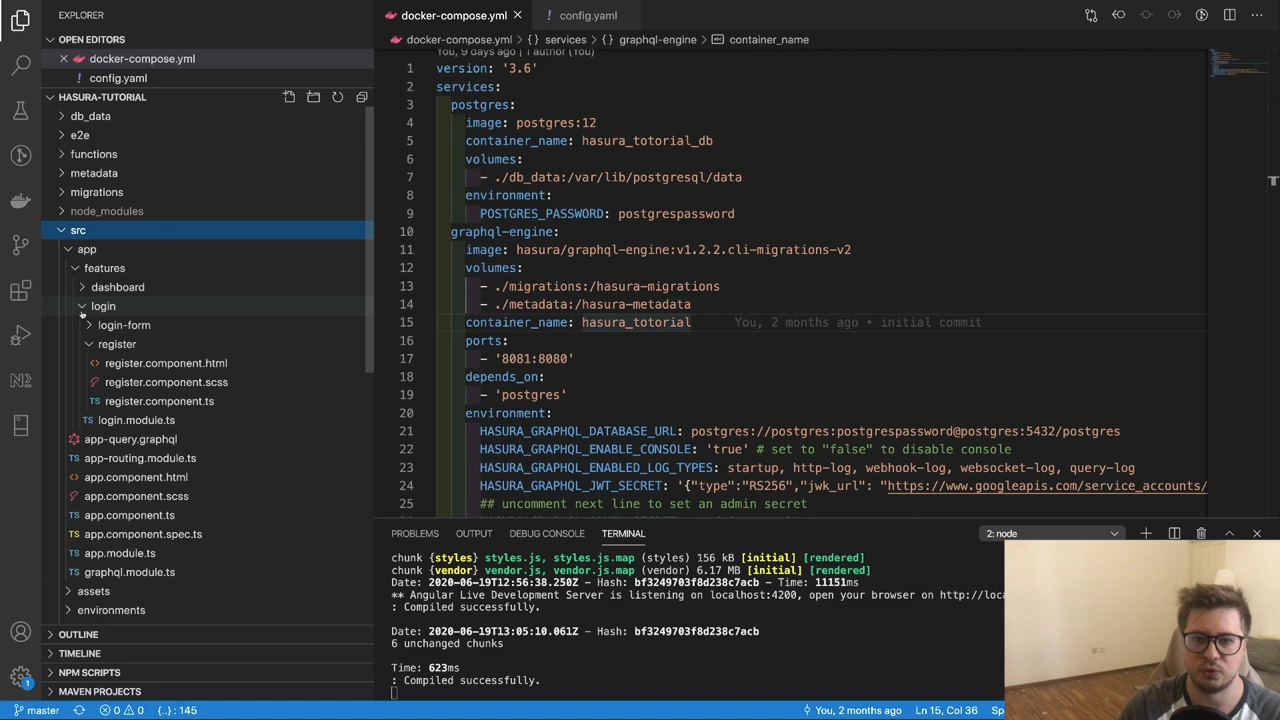 EXPLORER
OPEN EDITORS
docker-compose.yml
config.yaml
HASURA-TUTORIAL
db_data
e2e
functions
metadata
migrations
node_modules
src
app
features
dashboard
login
login-form
register
register.component.html
register.component.scss
TS register.component.ts
TS login.module.ts
app-query.graphql
TS app-routing.module.ts
app.component.html
app.component.scss
TS app.component.ts
TS app.component.spec.ts
TS app.module.ts
TS graphql.module.ts
assets
environments
OUTLINE
TIMELINE
NPM SCRIPTS
MAVEN PROJECTS
docker-compose.yml
config.yaml
docker-compose.yml > {} services > {} graphql-engine > abc container_name
You, 9 days ago | 1 author (You)
1 version: '3.6'
2 services:
3 postgres:
4 image: postgres:12
5 container_name: hasura_totorial_db
6 volumes:
7 - ./db_data:/var/lib/postgresql/data
8 environment:
9 POSTGRES_PASSWORD: postgrespassword
10 graphql-engine:
11 image: hasura/graphql-engine:v1.2.2.cli-migrations-v2
12 volumes:
13 - ./migrations:/hasura-migrations
14 - ./metadata:/hasura-metadata
15 container_name: hasura_totorial You, 2 months ago • initial commit
16 ports:
17 - '8081:8080'
18 depends_on:
19 - 'postgres'
20 environment:
21 HASURA_GRAPHQL_DATABASE_URL: postgres://postgres:postgrespassword@postgres:5432/postgres
22 HASURA_GRAPHQL_ENABLE_CONSOLE: 'true' # set to "false" to disable console
23 HASURA_GRAPHQL_ENABLED_LOG_TYPES: startup, http-log, webhook-log, websocket-log, query-log
24 HASURA_GRAPHQL_JWT_SECRET: '{"type":"RS256","jwk_url": "https://www.googleapis.com/service_accounts/
25 ## uncomment next line to set an admin secret
PROBLEMS OUTPUT DEBUG CONSOLE TERMINAL 2: node
chunk {styles} styles.js, styles.js.map (styles) 156 kB [initial] [rendered]
chunk {vendor} vendor.js, vendor.js.map (vendor) 6.17 MB [initial] [rendered]
Date: 2020-06-19T12:56:38.250Z - Hash: bf3249703f8d238c7acb - Time: 11151ms
** Angular Live Development Server is listening on localhost:4200, open your browser on http://loca
: Compiled successfully.
Date: 2020-06-19T13:05:10.061Z - Hash: bf3249703f8d238c7acb
6 unchanged chunks
Time: 623ms
: Compiled successfully.
1
master 0 0 {..} : 145 You, 2 months ago Ln 15, Col 36 Sp